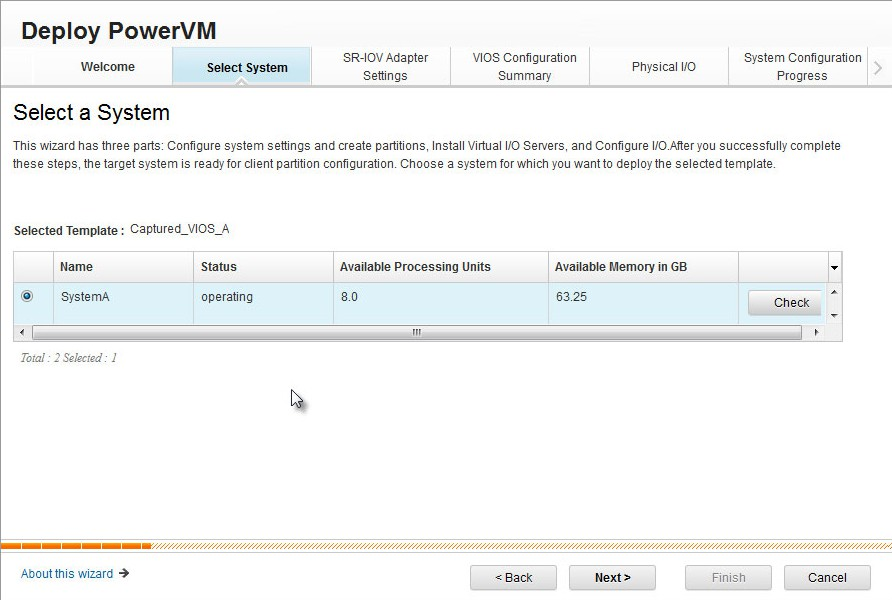 Deploy PowerVM
Welcome
Select System
SR-IOV Adapter
Settings
VIOS Configuration
Summary
Physical I/O
System Configuration
Progress
Select a System
This wizard has three parts: Configure system settings and create partitions, Install Virtual I/O Servers, and Configure I/O.After you successfully complete
these steps, the target system is ready for client partition configuration. Choose a system for which you want to deploy the selected template.
Selected Template : Captured_VIOS_A
Name Status Available Processing Units Available Memory in GB
SystemA operating 8.0 63.25 Check
Total : 2 Selected : 1
About this wizard
< Back Next > Finish Cancel